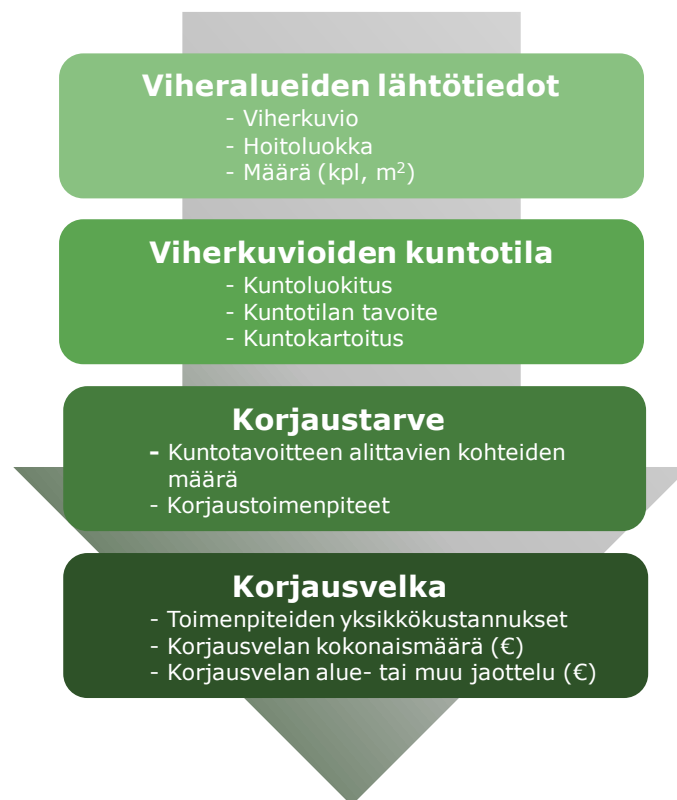 Viheralueiden lähtötiedot
- Viherkuvio
- Hoitoluokka
- Määrä (kpl, m²)
Viherkuvioiden kuntotila
- Kuntoluokitus
- Kuntotilan tavoite
- Kuntokartoitus
Korjaustarve
- Kuntotavoitteen alittavien kohteiden
määrä
- Korjaustoimenpiteet
Korjausvelka
- Toimenpiteiden yksikkökustannukset
- Korjausvelan kokonaismäärä (€)
- Korjausvelan alue- tai muu jaottelu (€)